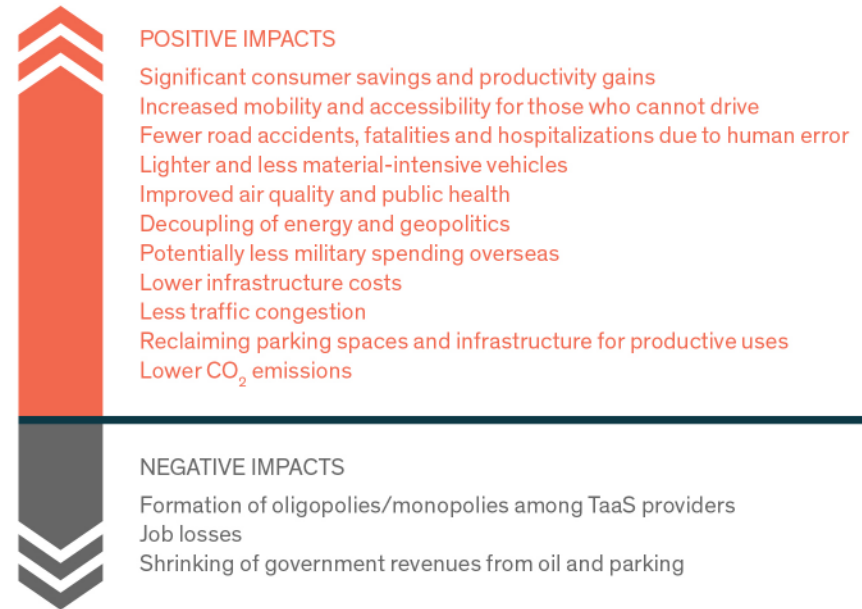 POSITIVE IMPACTS
Significant consumer savings and productivity gains
Increased mobility and accessibility for those who cannot drive
Fewer road accidents, fatalities and hospitalizations due to human error
Lighter and less material-intensive vehicles
Improved air quality and public health
Decoupling of energy and geopolitics
Potentially less military spending overseas
Lower infrastructure costs
Less traffic congestion
Reclaiming parking spaces and infrastructure for productive uses
Lower CO₂ emissions
NEGATIVE IMPACTS
Formation of oligopolies/monopolies among TaaS providers
Job losses
Shrinking of government revenues from oil and parking